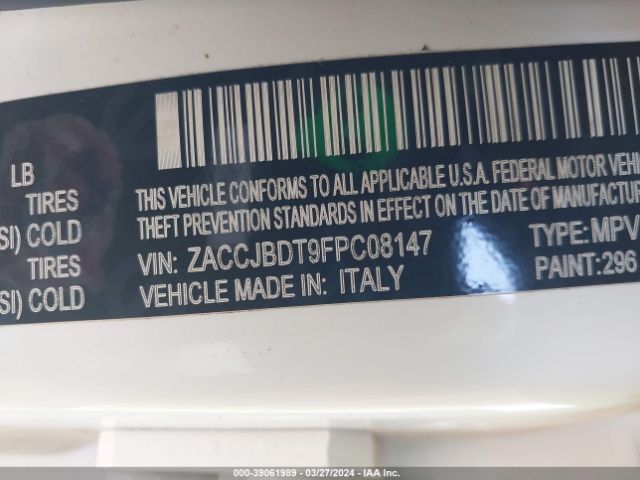 LB
TIRES
SI) COLD
TIRES
SI) COLD
THIS VEHICLE CONFORMS TO ALL APPLICABLE U.S.A. FEDERAL MOTOR VEHI
THEFT PREVENTION STANDARDS IN EFFECT ON THE DATE OF MANUFACTUR
VIN: ZACCJBDT9FPC08147 TYPE: MPV
VEHICLE MADE IN: ITALY PAINT: 296
000-39061989 - 03/27/2024 - IAA Inc.